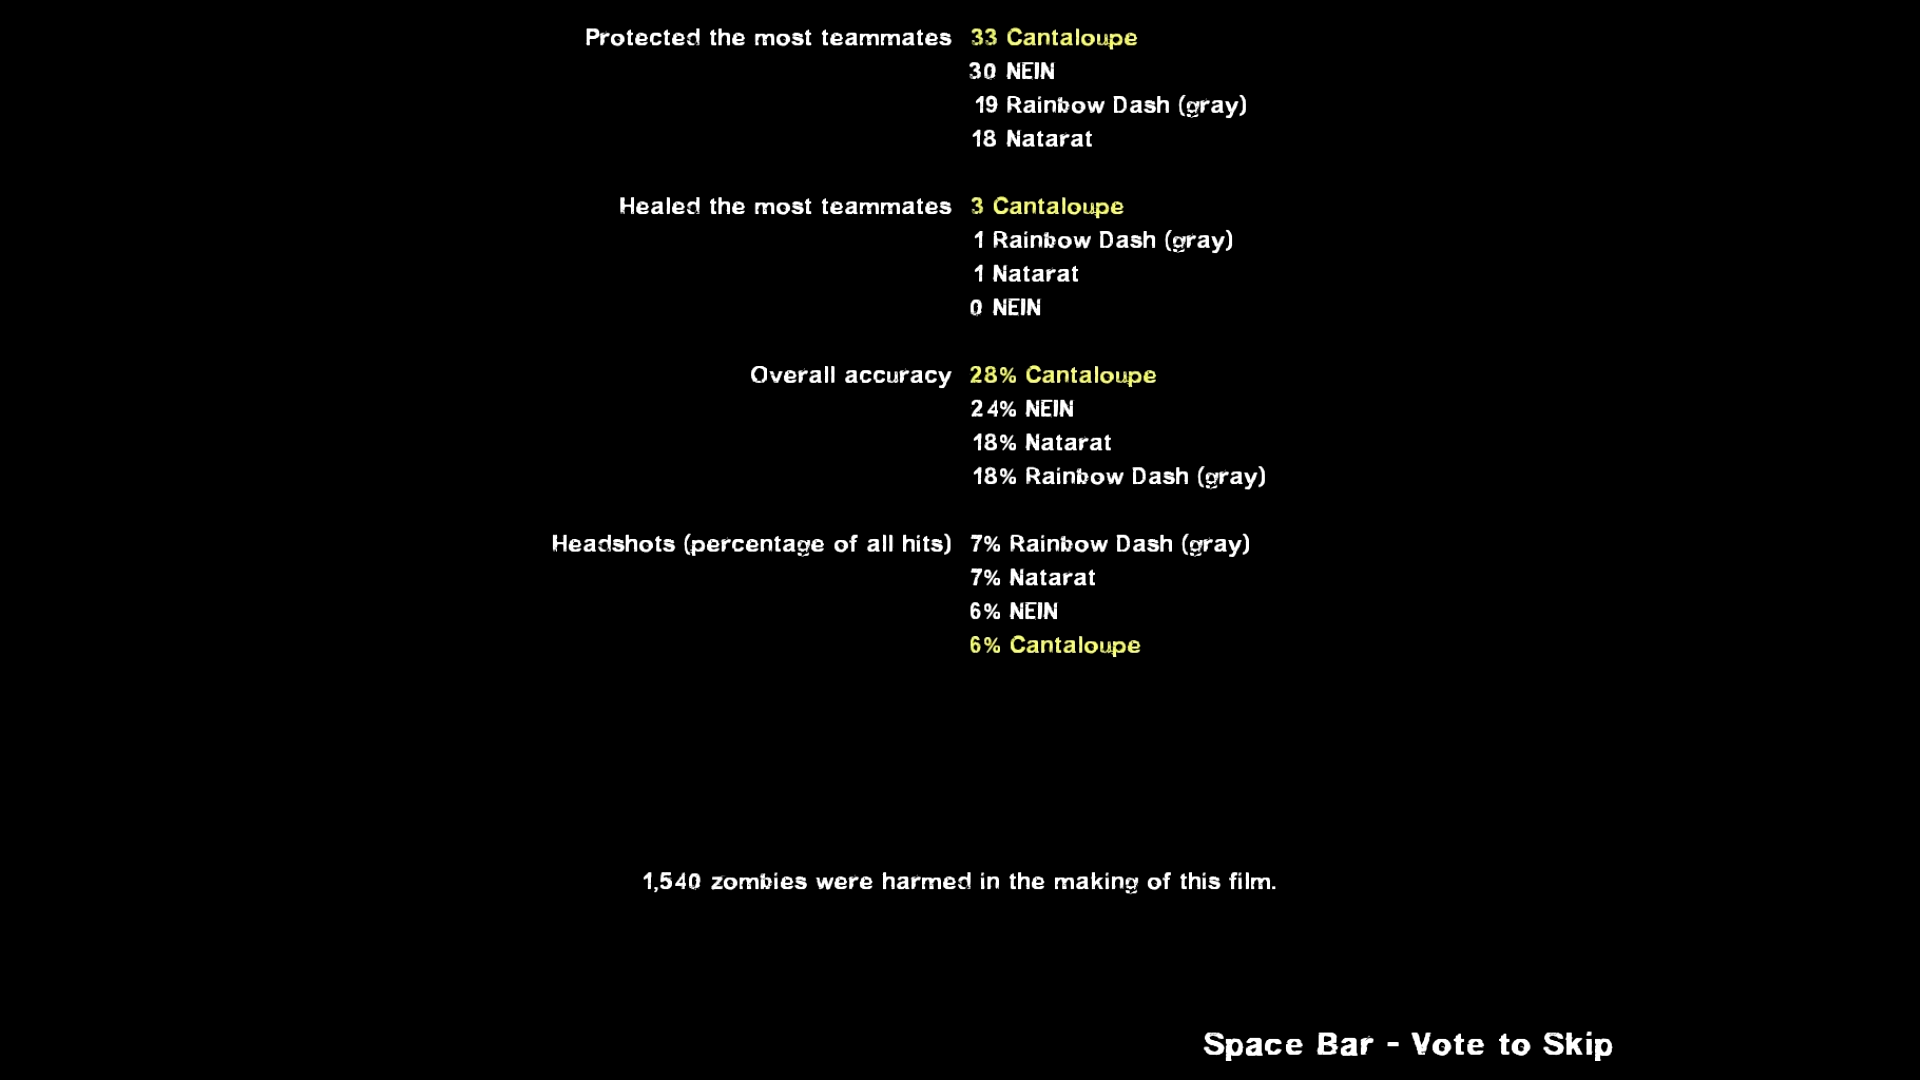 Protected the most teammates 33 Cantaloupe
30 NEIN
19 Rainbow Dash (gray)
18 Natarat
Healed the most teammates 3 Cantaloupe
1 Rainbow Dash (gray)
1 Natarat
0 NEIN
Overall accuracy 28% Cantaloupe
24% NEIN
18% Natarat
18% Rainbow Dash (gray)
Headshots (percentage of all hits) 7% Rainbow Dash (gray)
7% Natarat
6% NEIN
6% Cantaloupe
1,540 zombies were harmed in the making of this film.
Space Bar - Vote to Skip